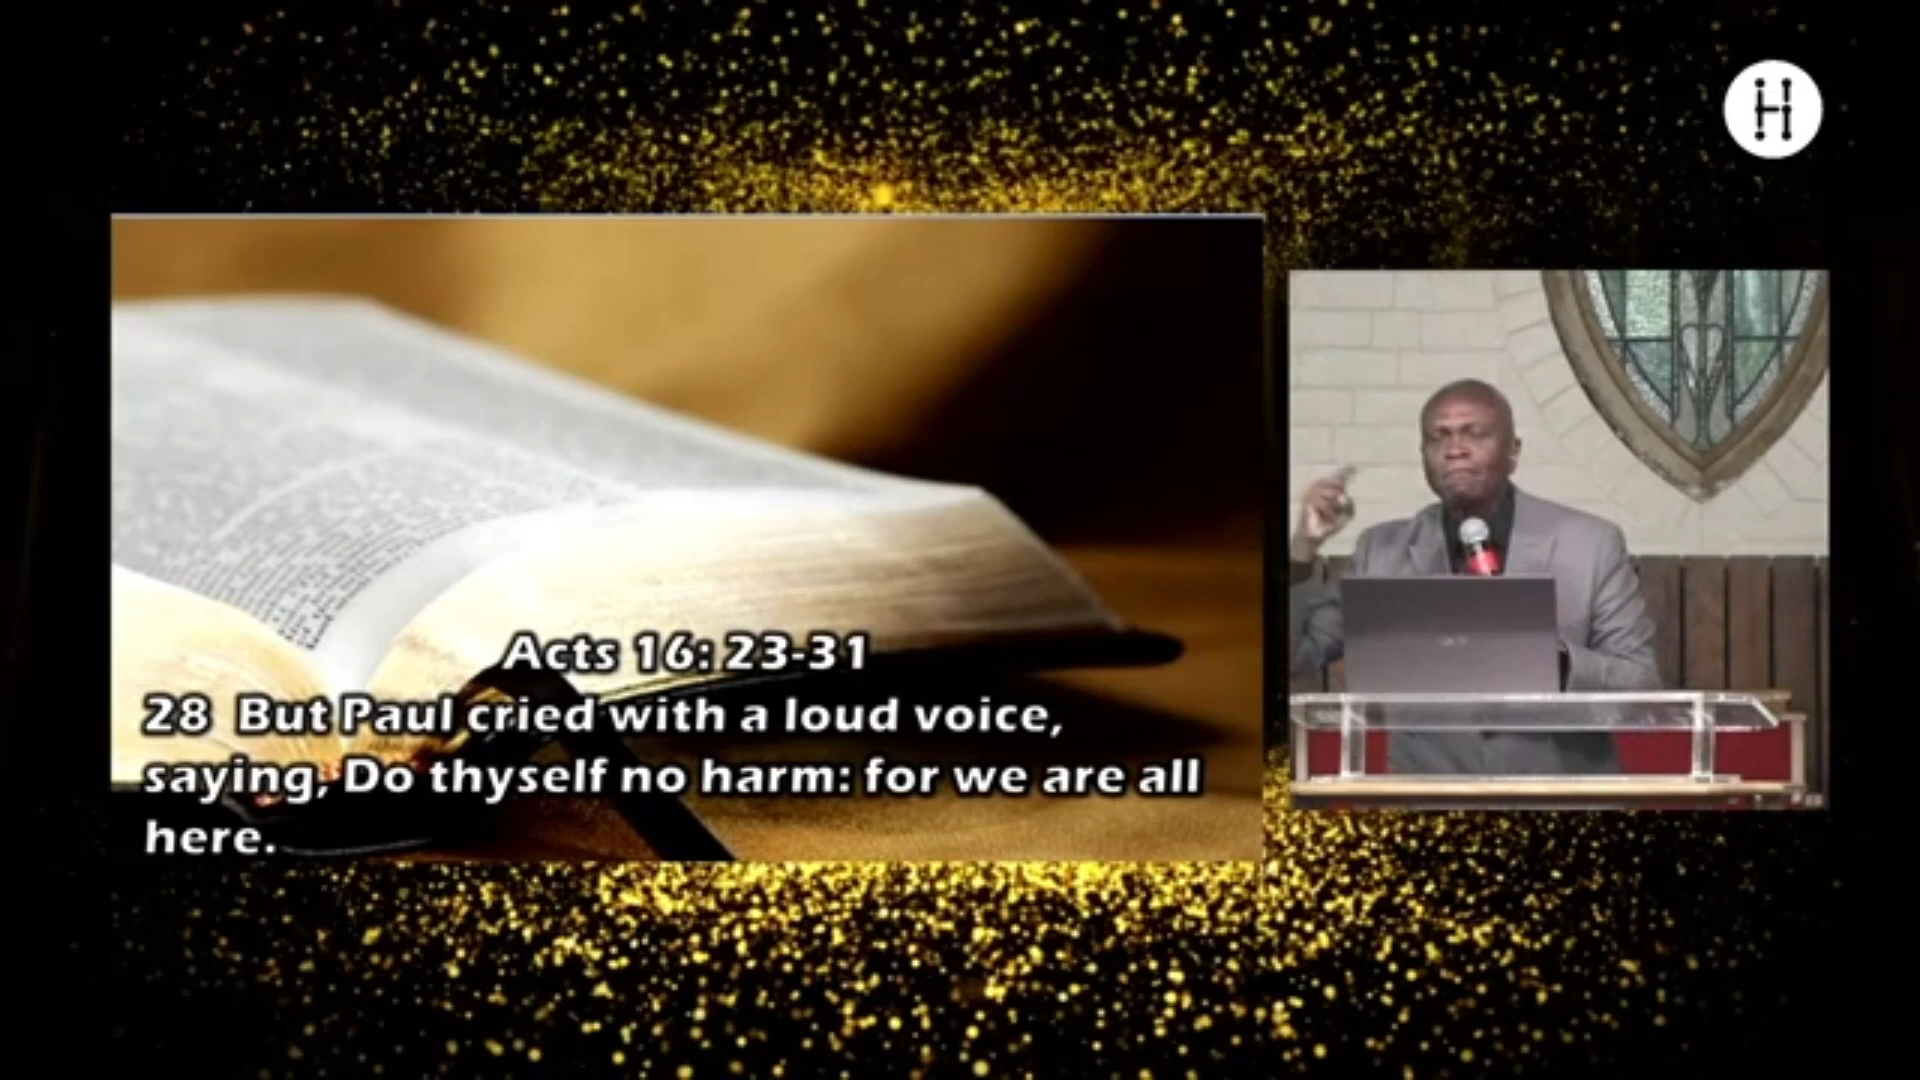 H
Acts 16: 23-31
28 But Paul cried with a loud voice,
saying, Do thyself no harm: for we are all
here.